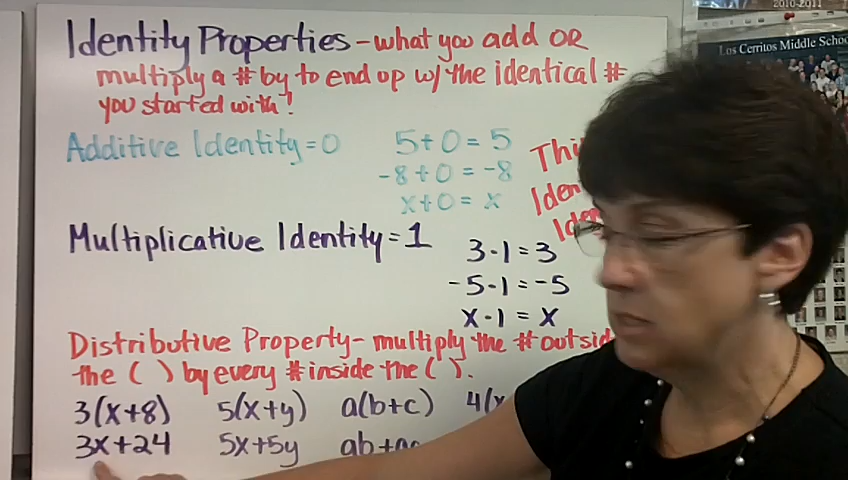 2010-2011
Los Cerritos Middle School
Identity Properties - what you add OR
multiply a # by to end up w/ the identical #
you started with!
Additive Identity = 0
5 + 0 = 5
-8 + 0 = -8
x + 0 = x
Multiplicative Identity = 1
3 · 1 = 3
-5 · 1 = -5
x · 1 = x
Distributive Property - multiply the #
the ( ) by every # inside the ( ).
3(x+8) 5(x+y) a(b+c)
3x+24 5x+5y